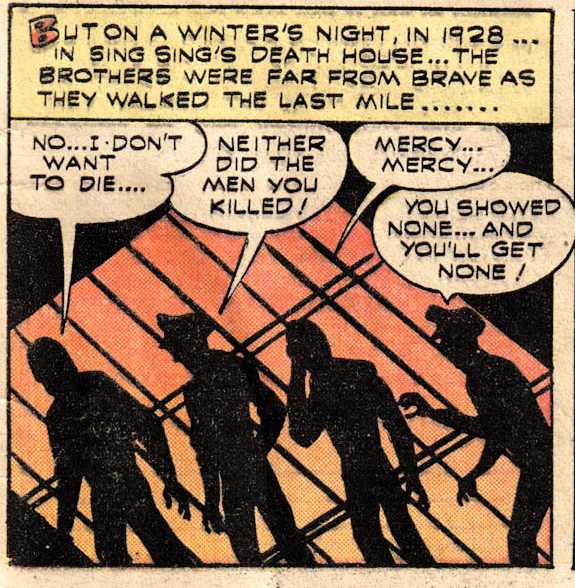 BUT ON A WINTER'S NIGHT, IN 1928 ...
IN SING SING'S DEATH HOUSE... THE
BROTHERS WERE FAR FROM BRAVE AS
THEY WALKED THE LAST MILE .......
NO...I DON'T
WANT
TO DIE....
NEITHER
DID THE
MEN YOU
KILLED!
MERCY...
MERCY...
YOU SHOWED
NONE... AND
YOU'LL GET
NONE!